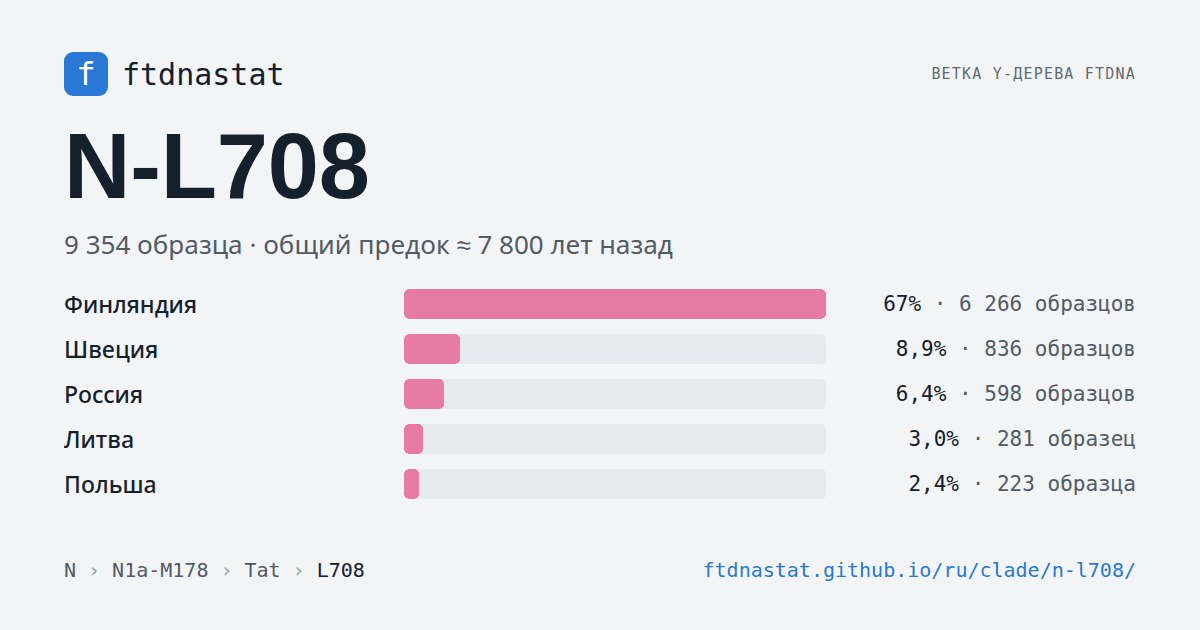 f ftdnastat
ВЕТКА Y-ДЕРЕВА FTDNA
N-L708
9 354 образца · общий предок ≈ 7 800 лет назад
Финляндия 67% · 6 266 образцов
Швеция 8,9% · 836 образцов
Россия 6,4% · 598 образцов
Литва 3,0% · 281 образец
Польша 2,4% · 223 образца
N › N1a-M178 › Tat › L708
ftdnastat.github.io/ru/clade/n-l708/